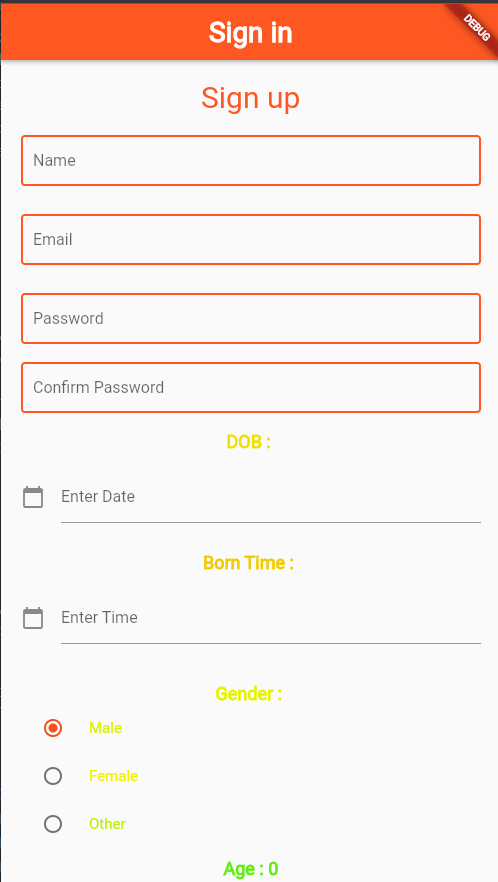 Sign in
DEBUG
Sign up
Name
Email
Password
Confirm Password
DOB :
Enter Date
Born Time :
Enter Time
Gender :
Male
Female
Other
Age : 0